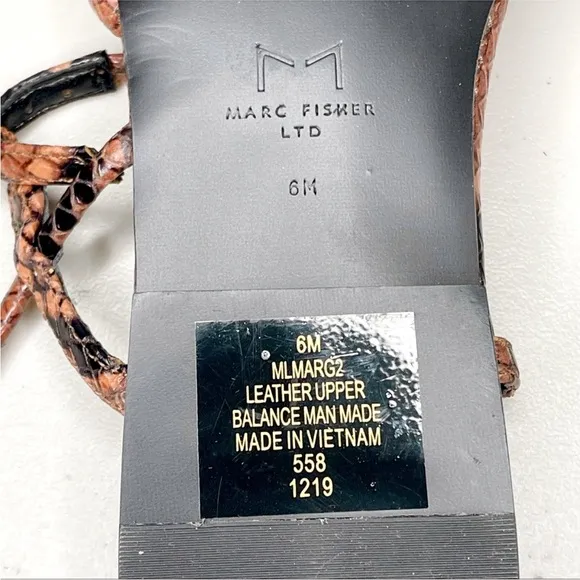 MARC FISHER
LTD
6M
6M
MLMARG2
LEATHER UPPER
BALANCE MAN MADE
MADE IN VIETNAM
558
1219